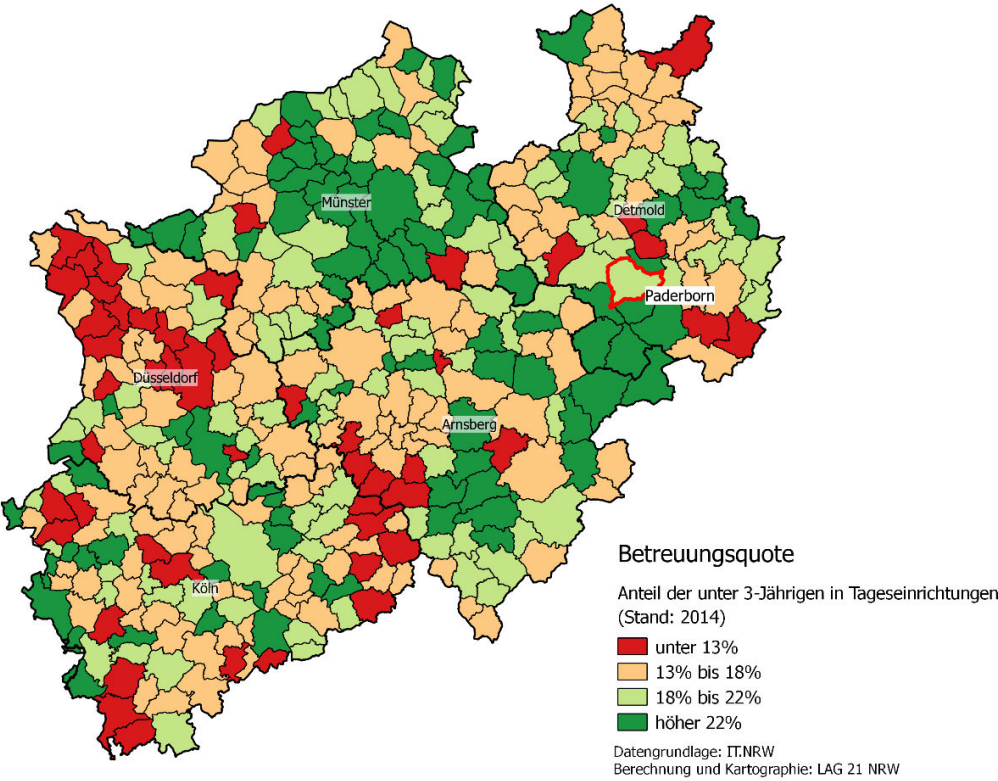 Münster
Detmold
Paderborn
Düsseldorf
Arnsberg
Köln
Betreuungsquote
Anteil der unter 3-Jährigen in Tageseinrichtungen
(Stand: 2014)
unter 13%
13% bis 18%
18% bis 22%
höher 22%
Datengrundlage: IT.NRW
Berechnung und Kartographie: LAG 21 NRW